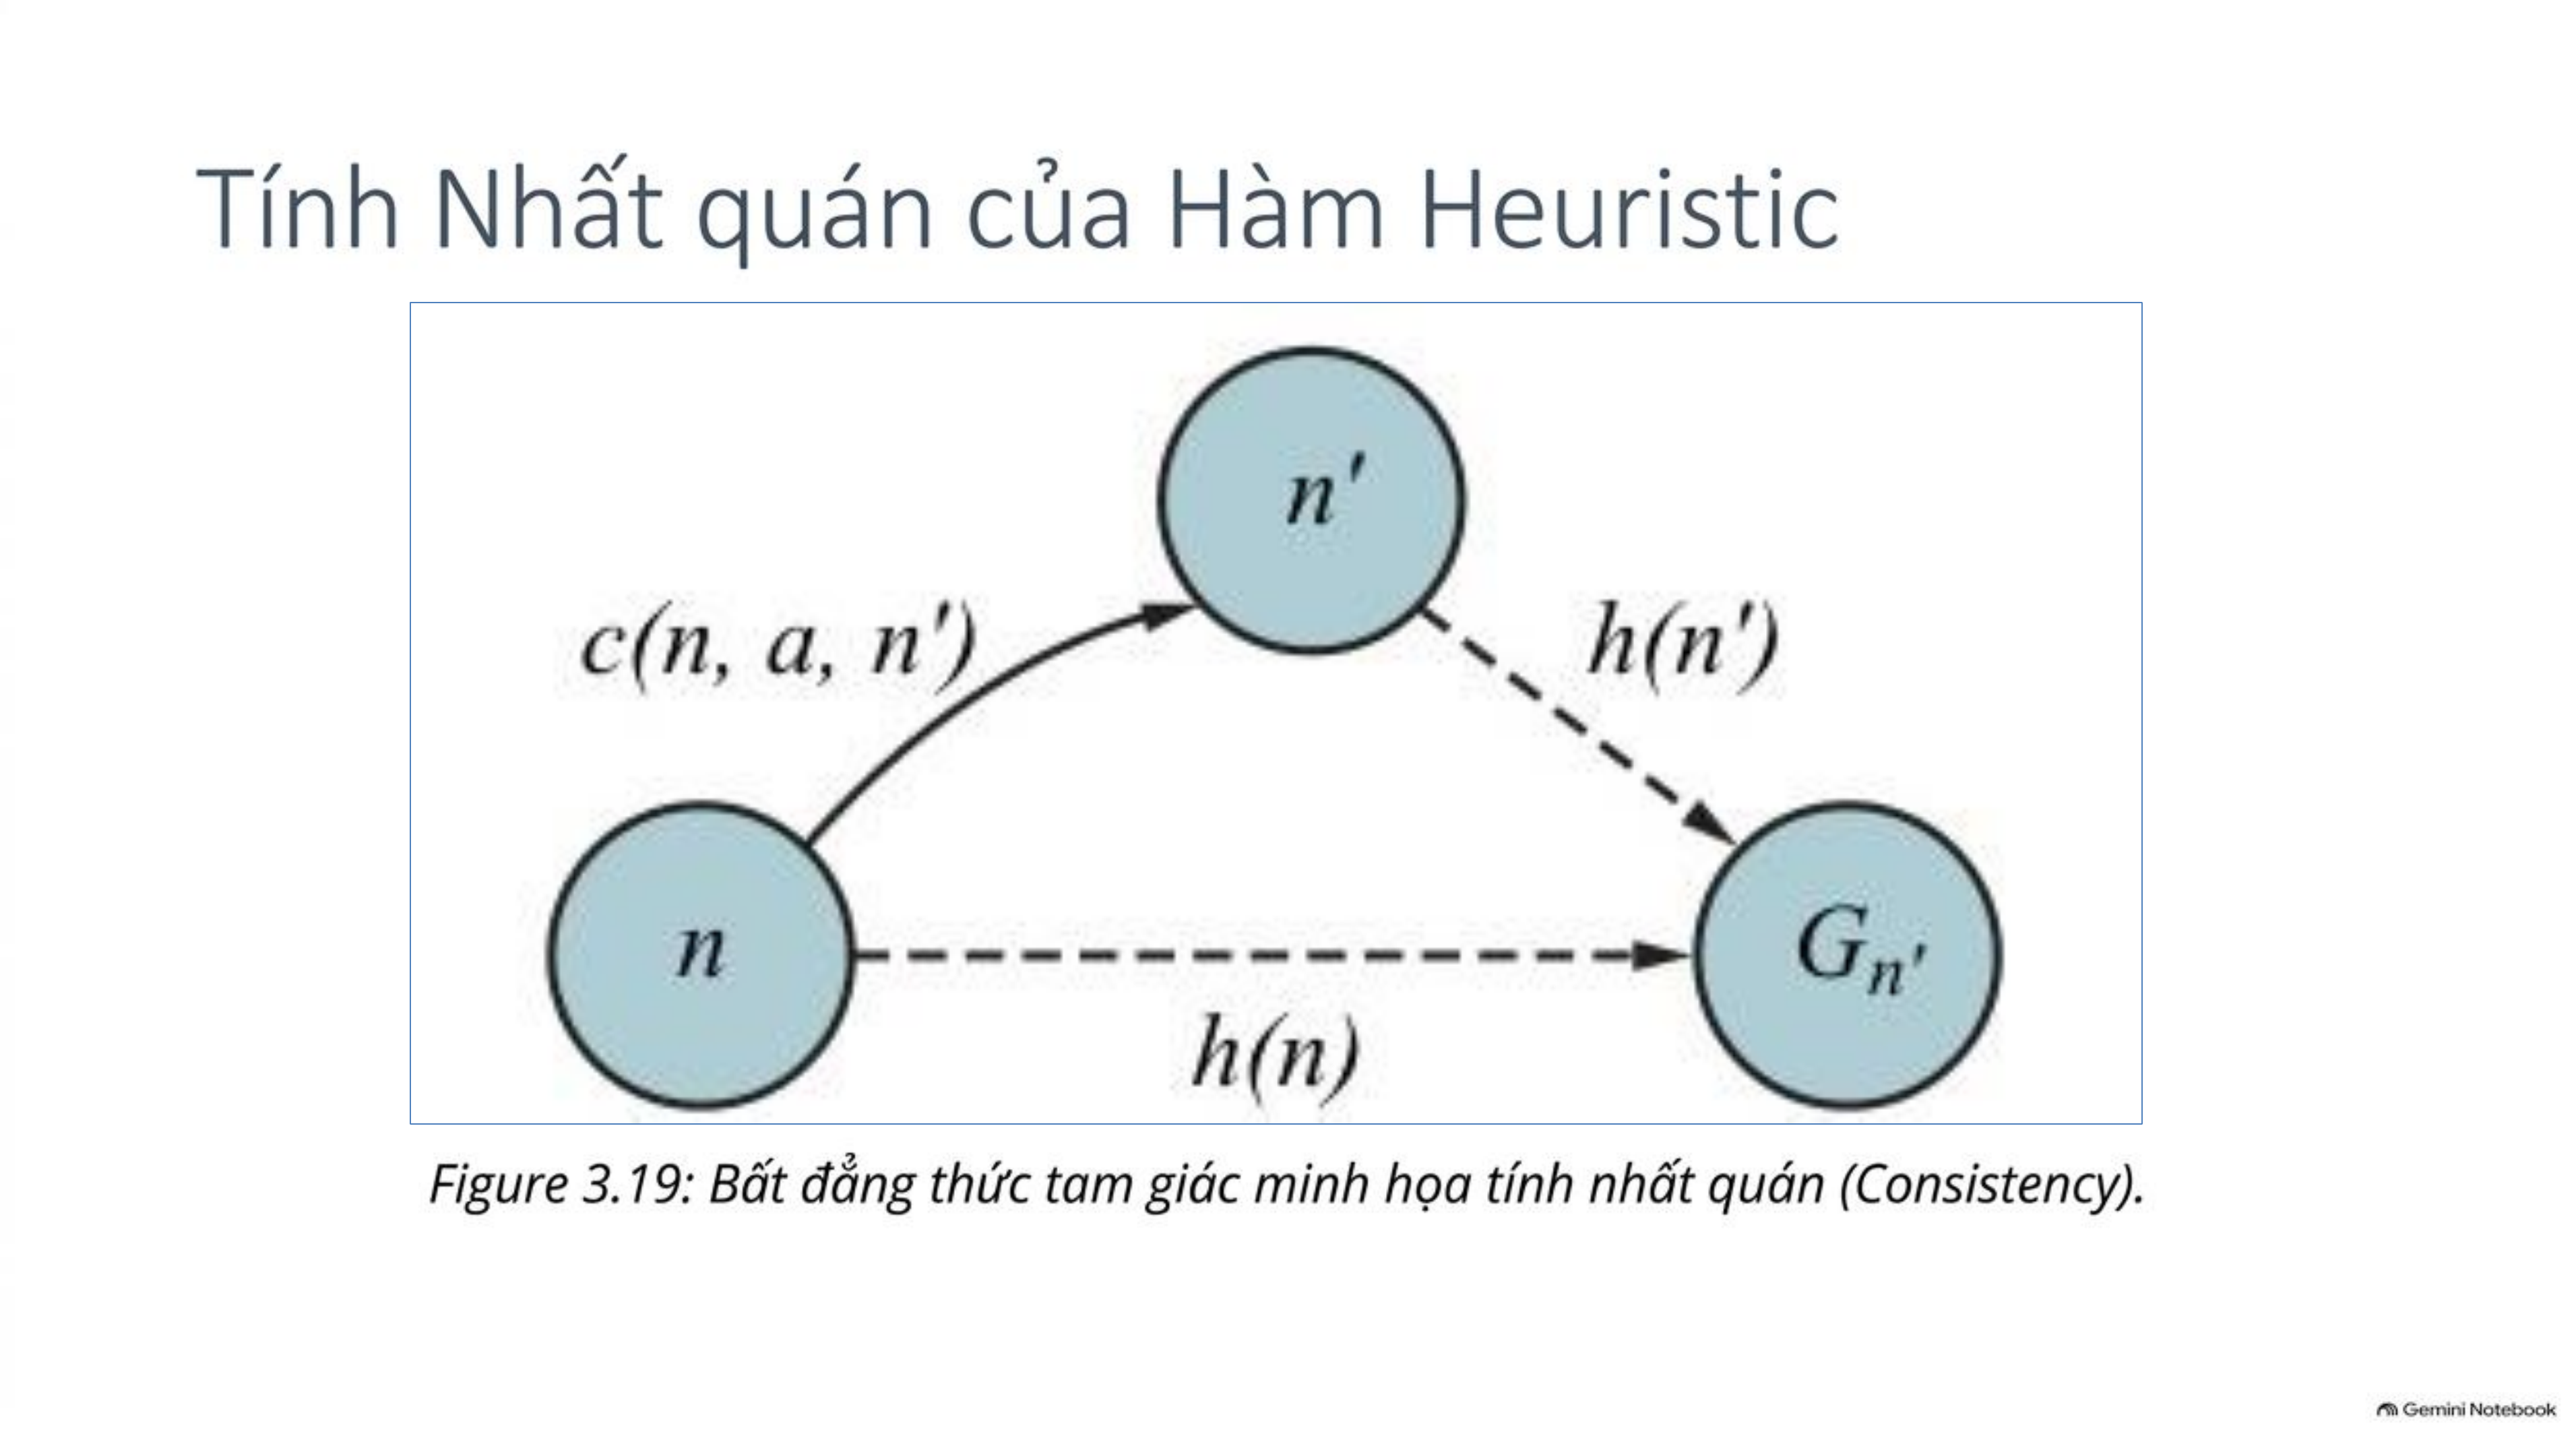 Tính Nhất quán của Hàm Heuristic
n'
c(n, a, n')
h(n')
n
G_{n'}
h(n)
Figure 3.19: Bất đẳng thức tam giác minh họa tính nhất quán (Consistency).
Gemini Notebook